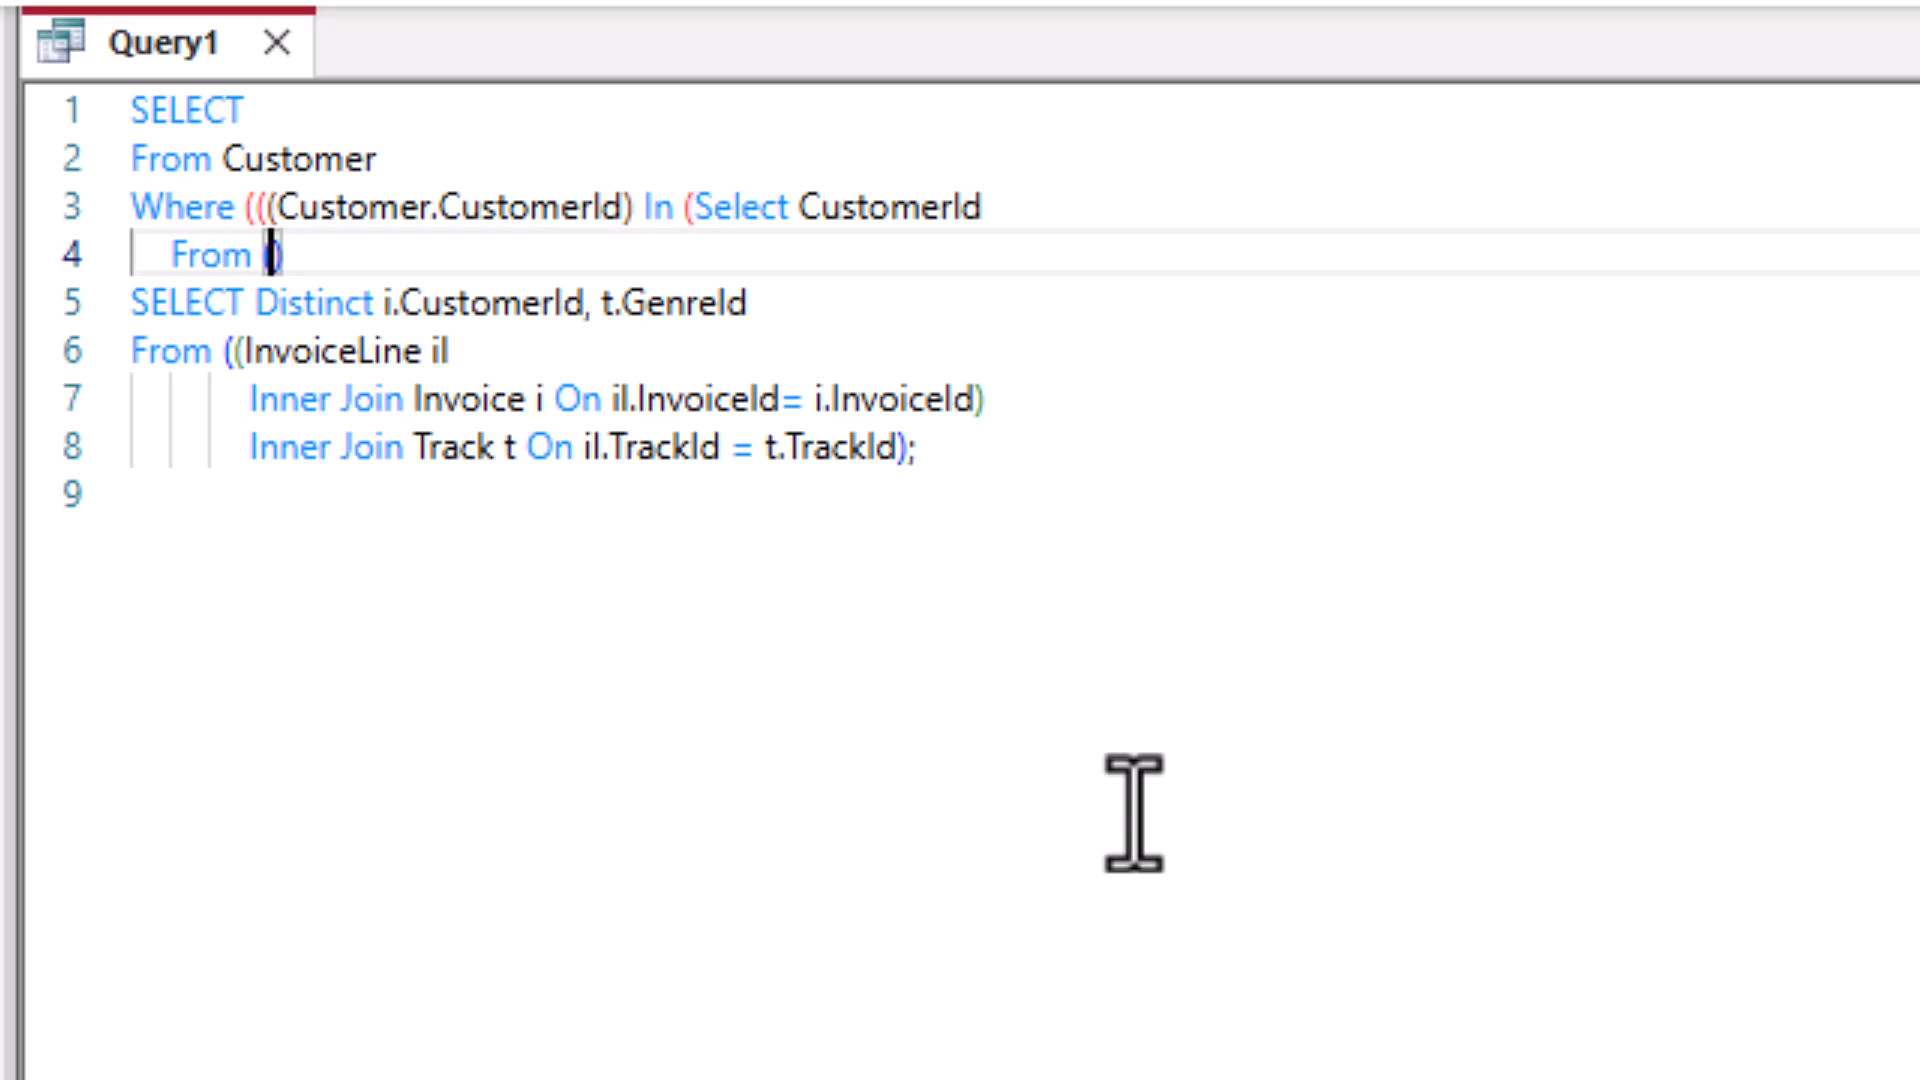 Query1
1 SELECT
2 From Customer
3 Where (((Customer.CustomerId) In (Select CustomerId
4 From ()
5 SELECT Distinct i.CustomerId, t.GenreId
6 From ((InvoiceLine il
7 Inner Join Invoice i On il.InvoiceId= i.InvoiceId)
8 Inner Join Track t On il.TrackId = t.TrackId);
9